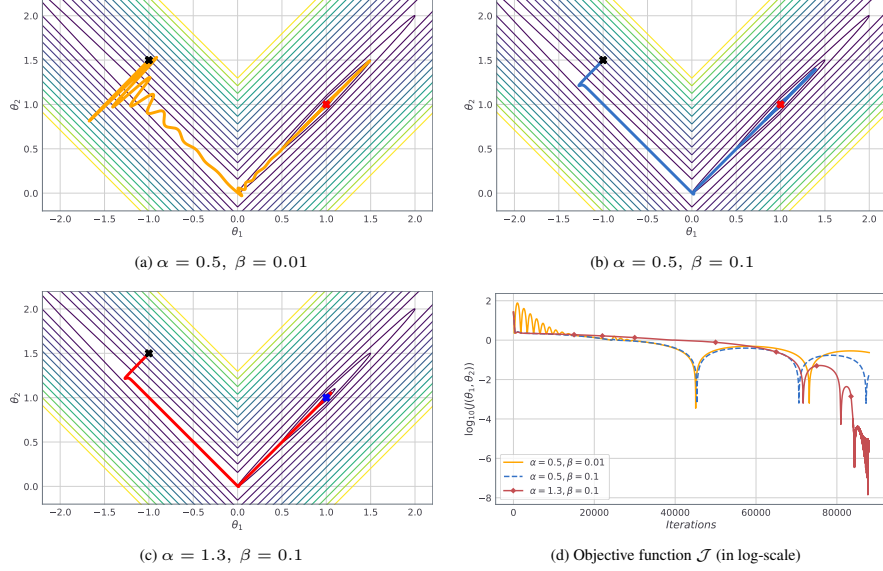 2.0
1.5
1.0
0.5
0.0
θ2
−2.0 −1.5 −1.0 −0.5 0.0 0.5 1.0 1.5 2.0
θ1
(a) α = 0.5, β = 0.01
2.0
1.5
1.0
0.5
0.0
θ2
−2.0 −1.5 −1.0 −0.5 0.0 0.5 1.0 1.5 2.0
θ1
(b) α = 0.5, β = 0.1
2.0
1.5
1.0
0.5
0.0
θ2
−2.0 −1.5 −1.0 −0.5 0.0 0.5 1.0 1.5 2.0
θ1
(c) α = 1.3, β = 0.1
2
0
−2
−4
−6
−8
log10(J(θ1, θ2))
α = 0.5, β = 0.01
α = 0.5, β = 0.1
α = 1.3, β = 0.1
0 20000 40000 60000 80000
Iterations
(d) Objective function 𝒥 (in log-scale)